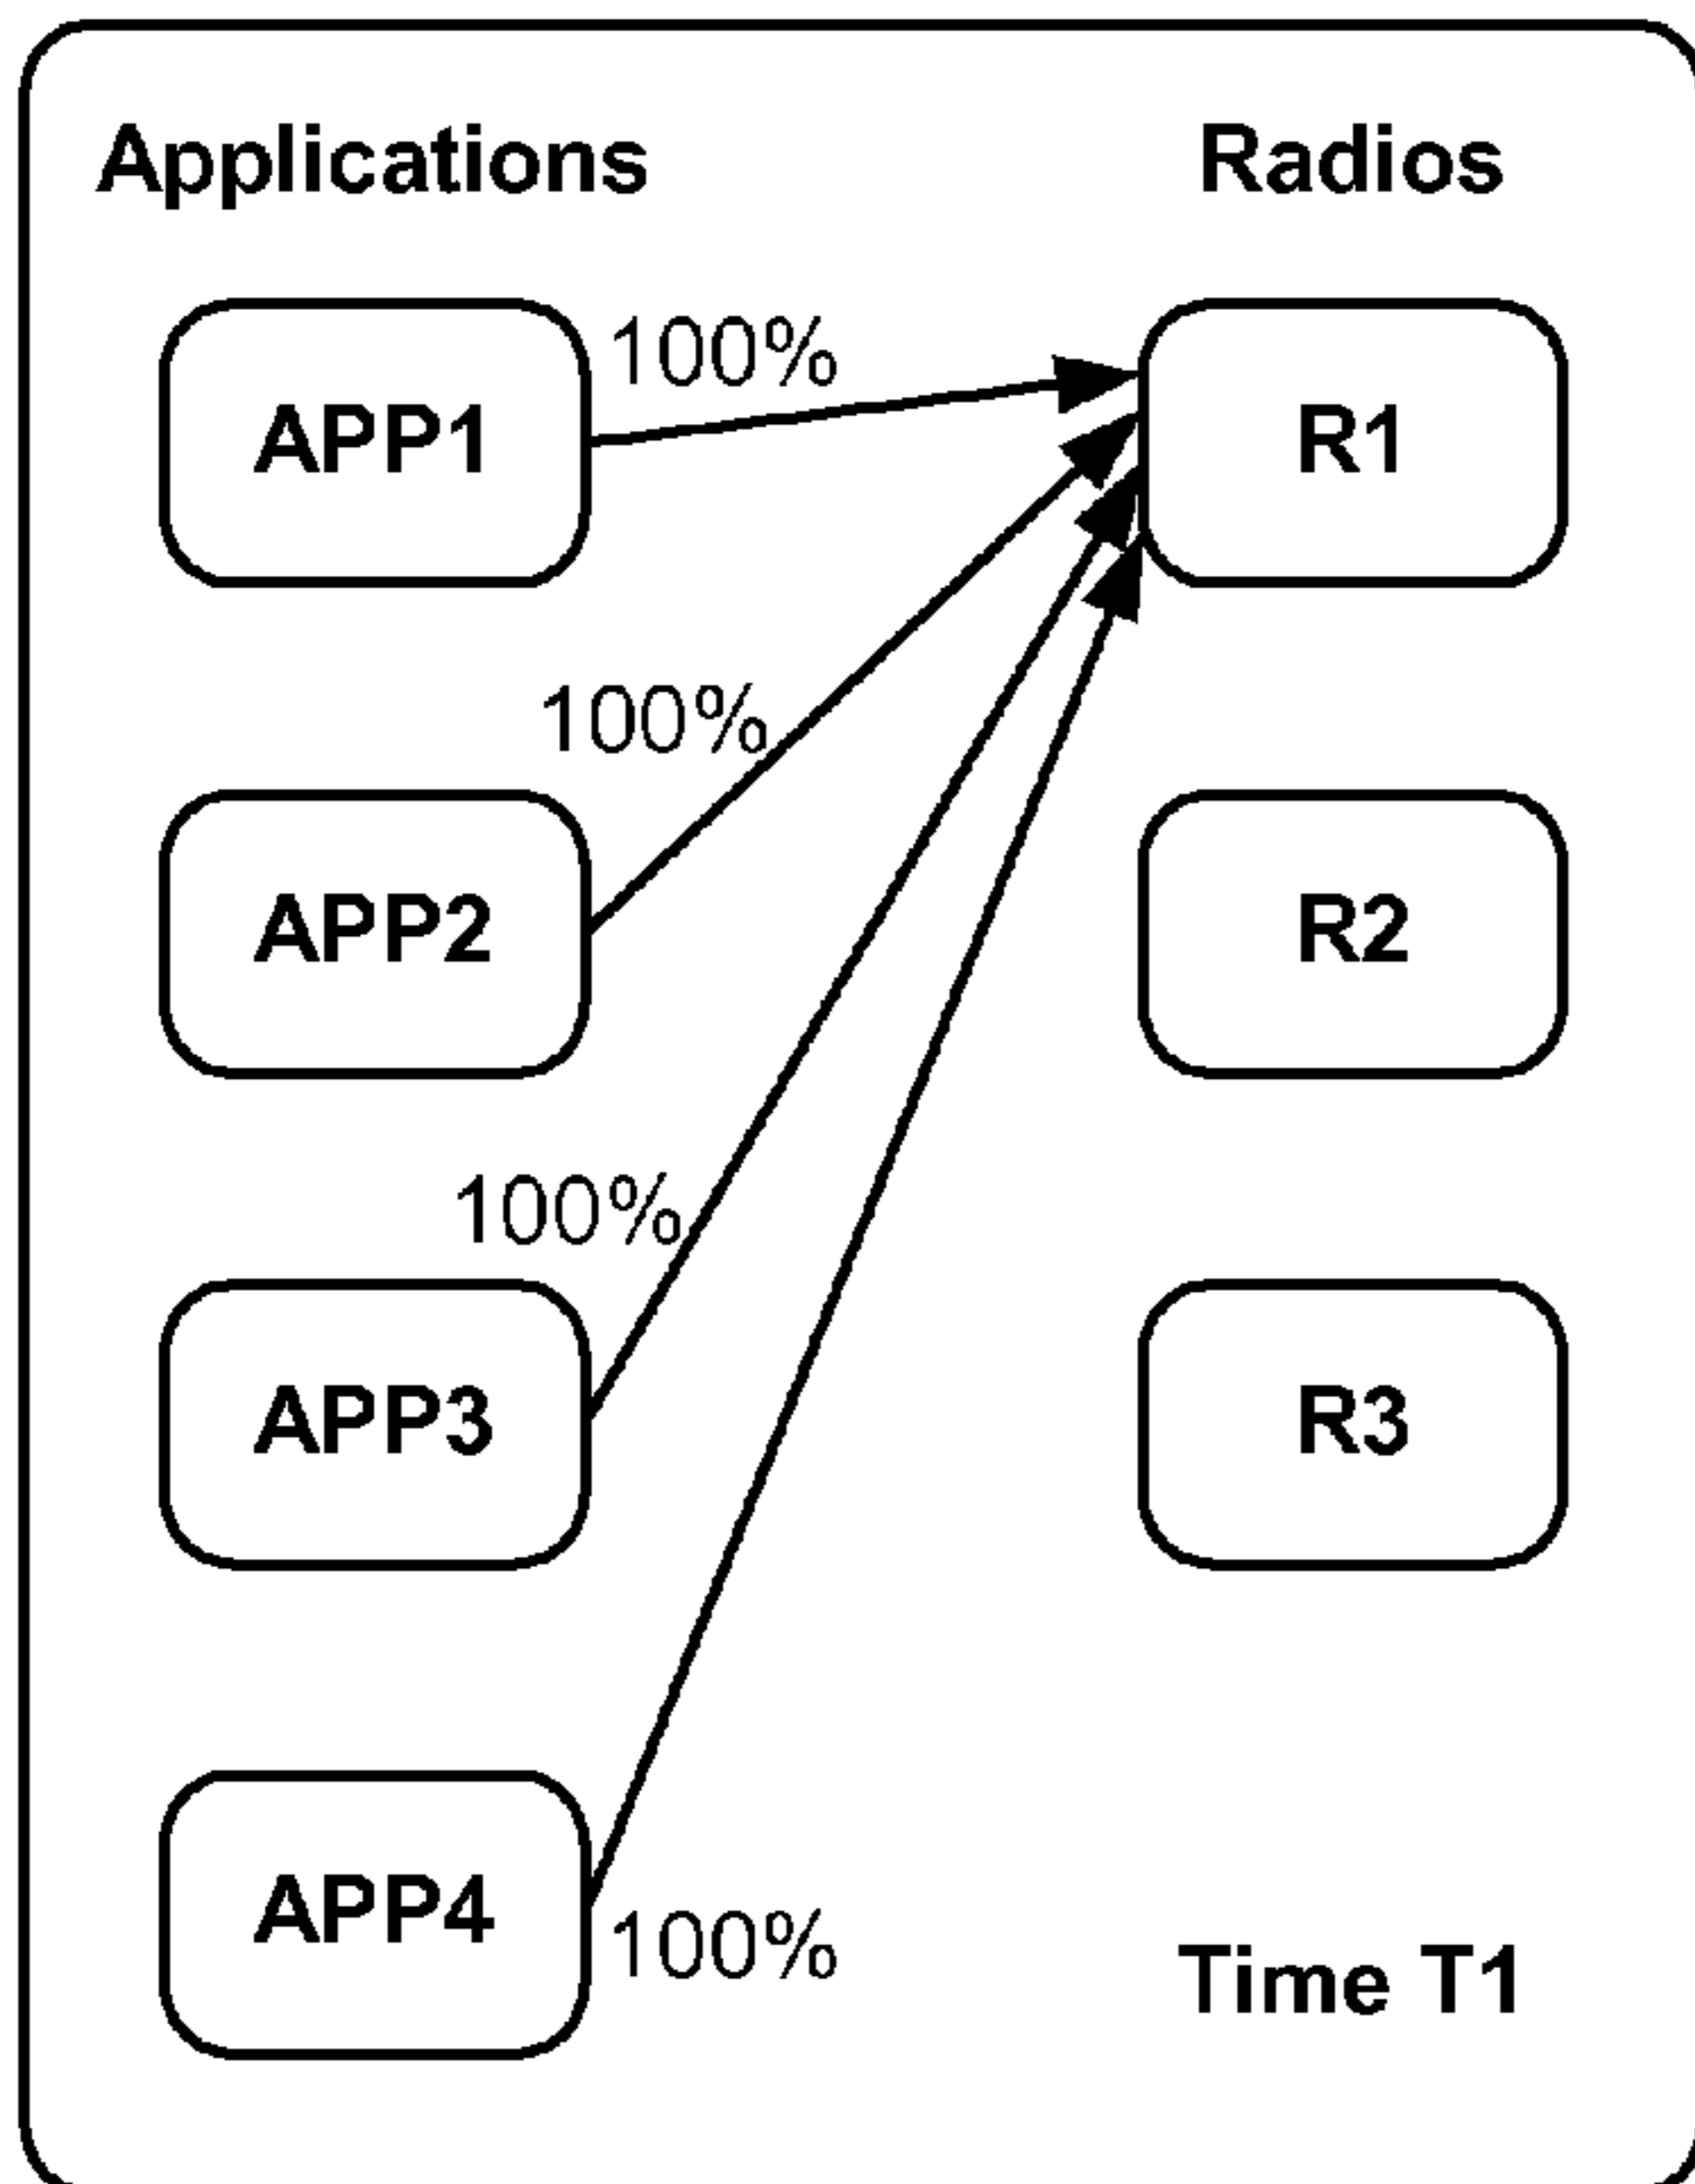 Applications Radios
100%
APP1 R1
100%
APP2 R2
100%
APP3 R3
APP4
100%
Time T1